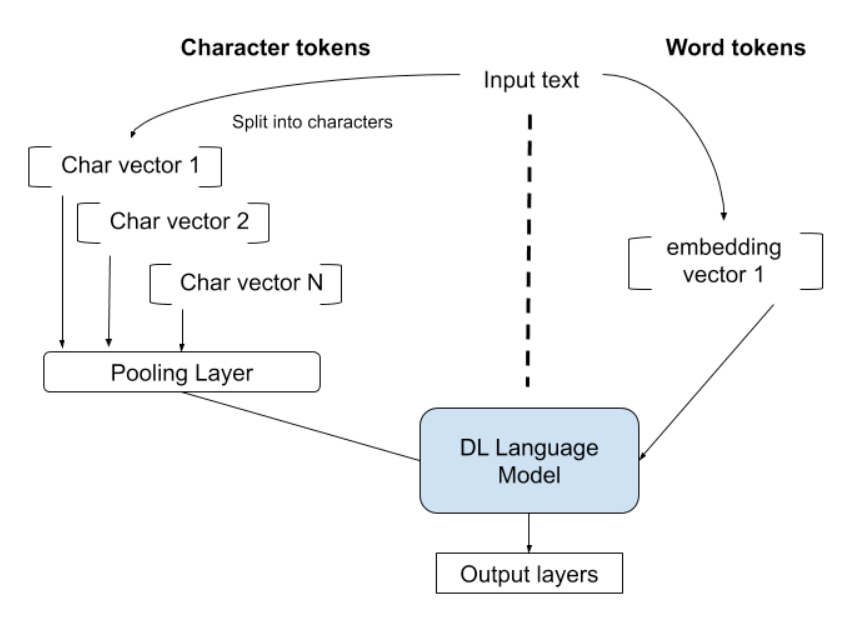 Character tokens
Word tokens
Input text
Split into characters
Char vector 1
Char vector 2
Char vector N
embedding
vector 1
Pooling Layer
DL Language
Model
Output layers